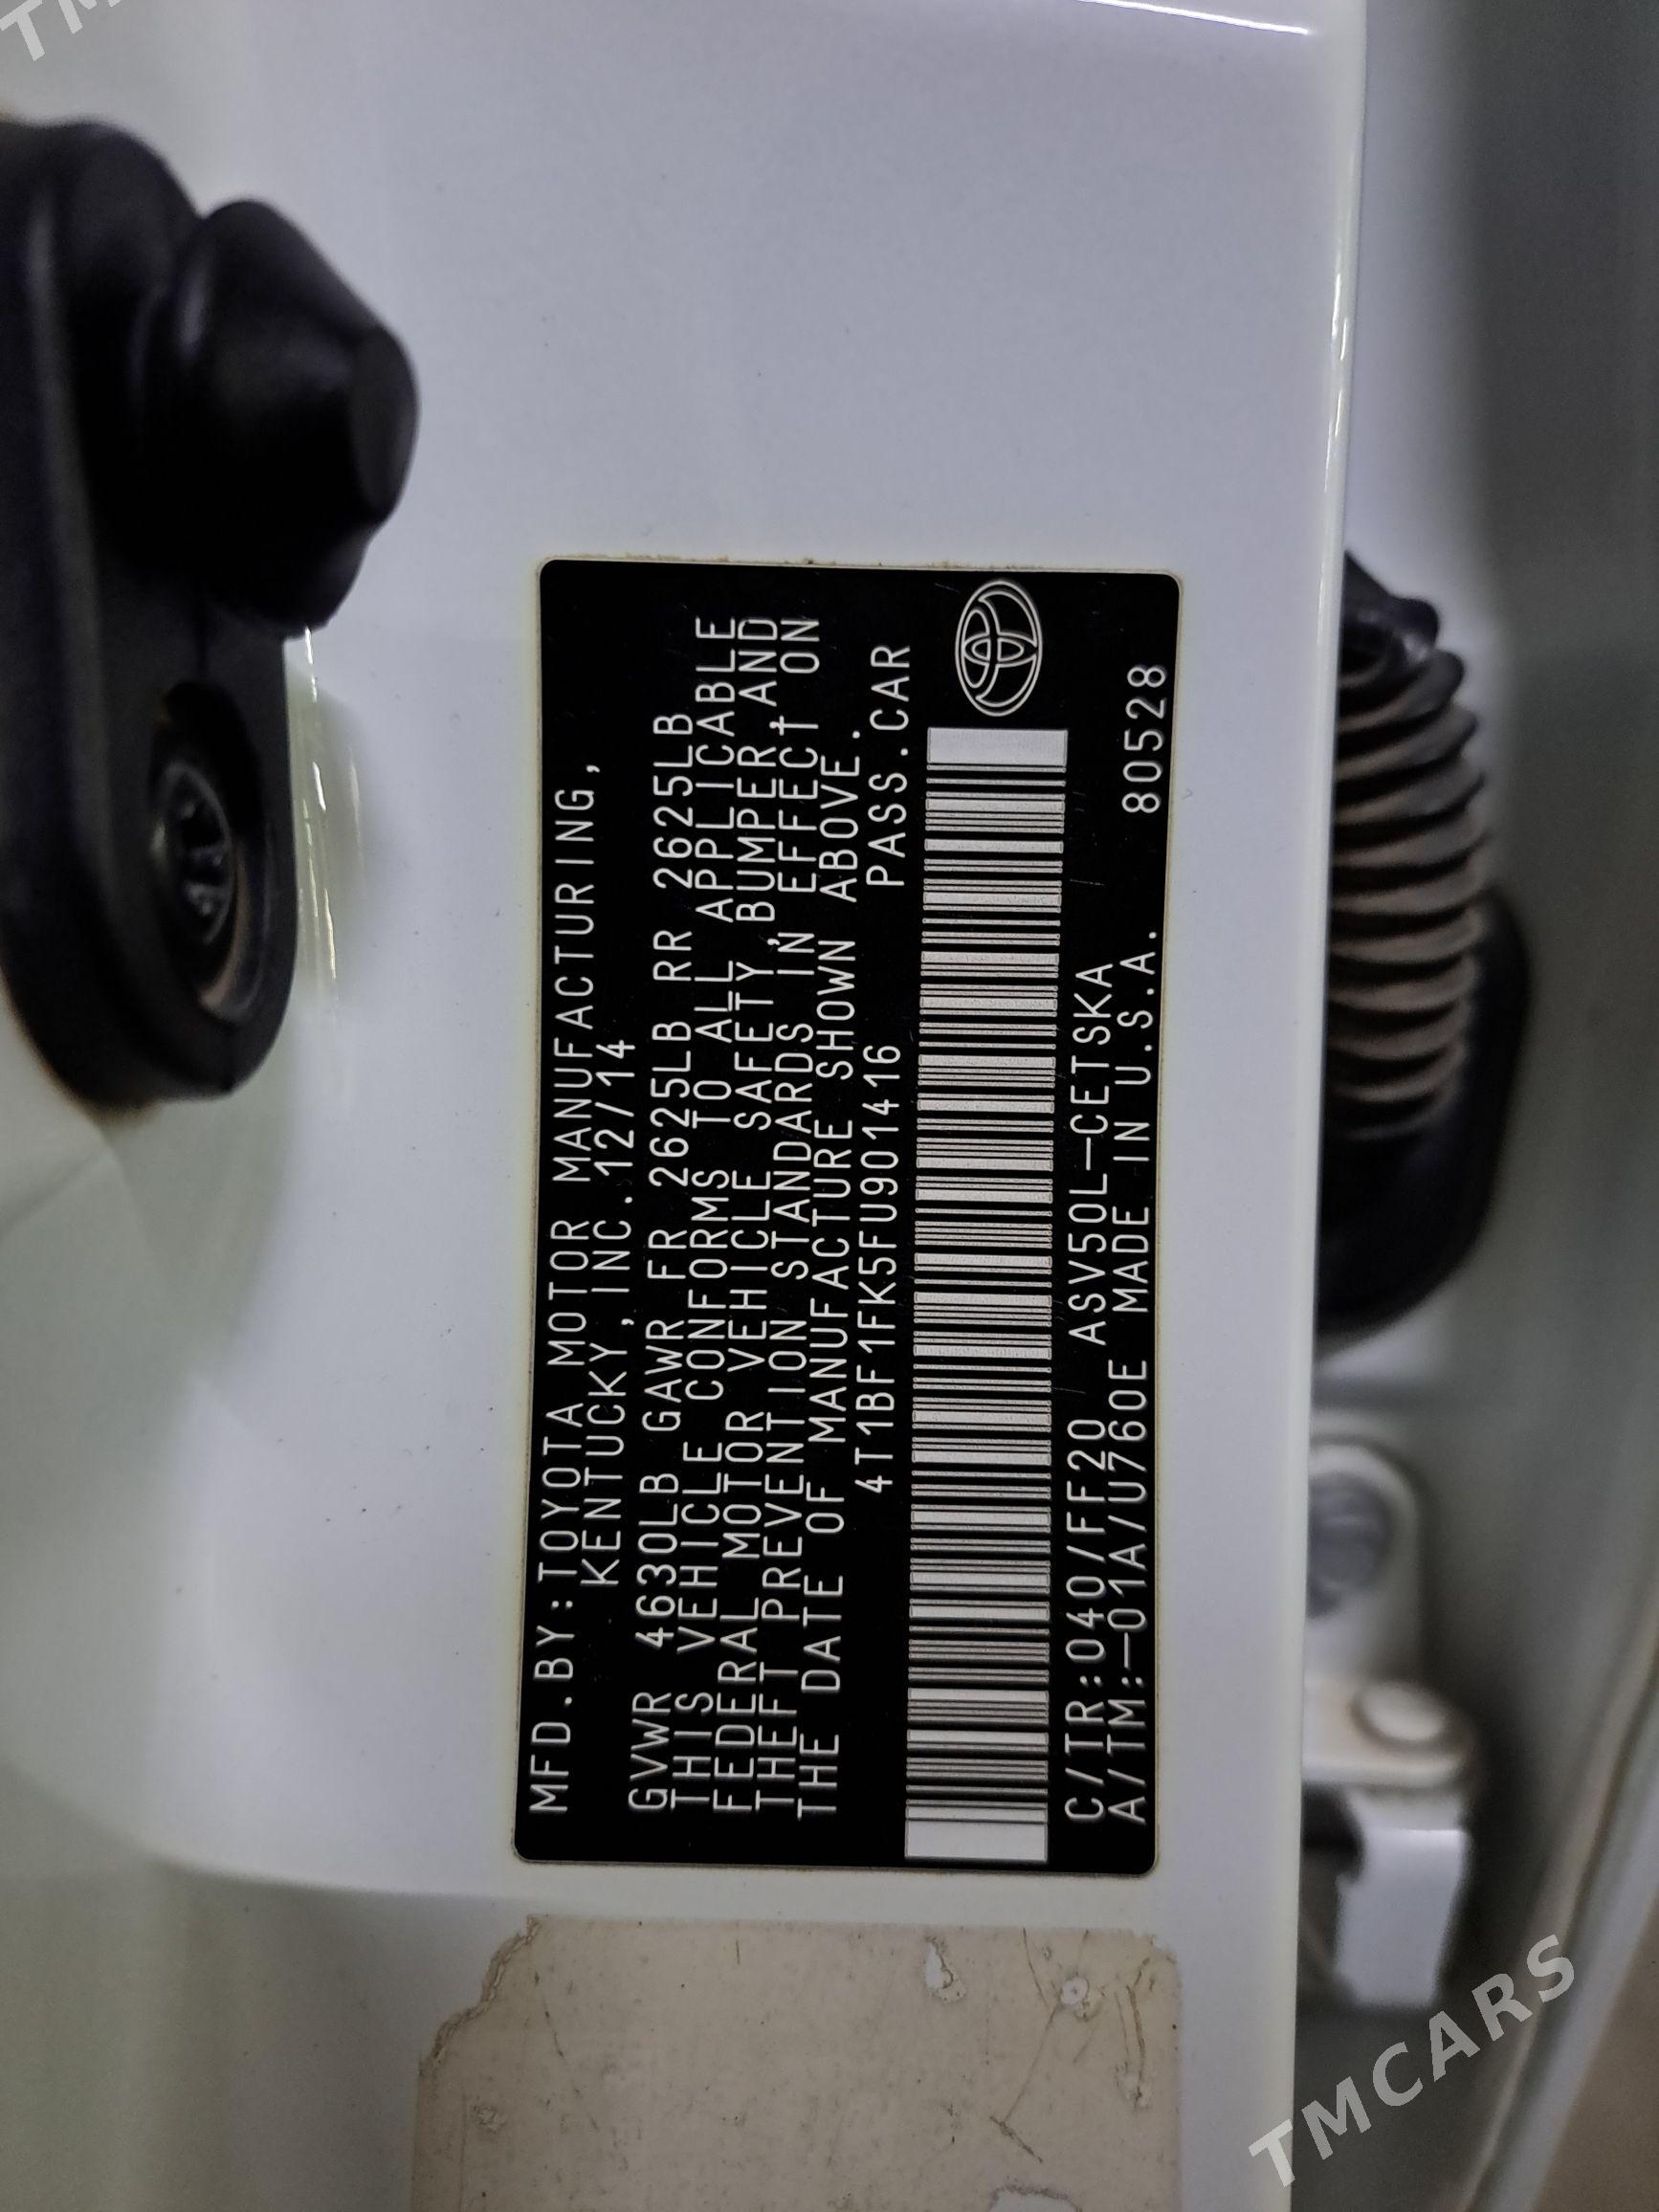 MFD.BY:TOYOTA MOTOR MANUFACTURING,
KENTUCKY,INC.12/14
GVWR 4630LB GAWR FR 2625LB RR 2625LB
THIS VEHICLE CONFORMS TO ALL APPLICABLE
FEDERAL MOTOR VEHICLE SAFETY,BUMPER,AND
THEFT PREVENTION STANDARDS IN EFFECT ON
THE DATE OF MANUFACTURE SHOWN ABOVE.
4T1BF1FK5FU901416 PASS.CAR
C/TR:040/FF20 ASV50L-CETSKA
A/TM:-01A/U760E MADE IN U.S.A. 80528
TMCARS